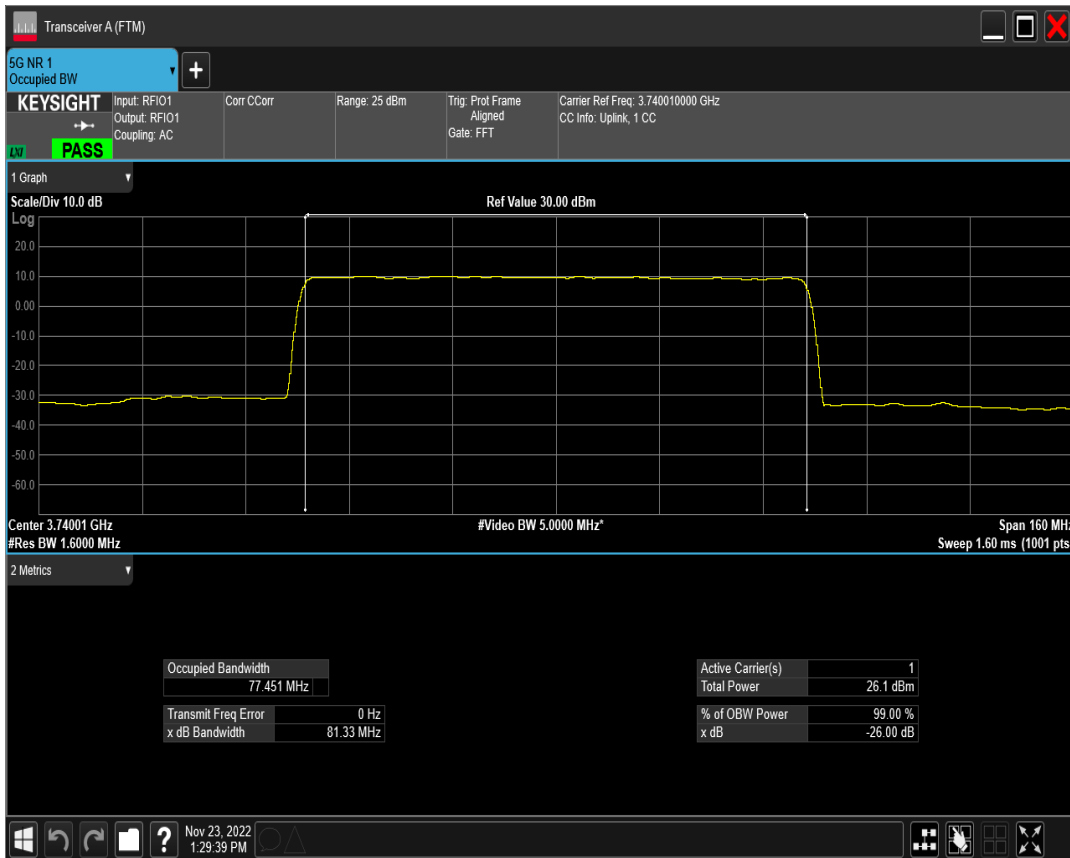 Transceiver A (FTM)
5G NR 1
Occupied BW
+
KEYSIGHT
LXI
PASS
Input: RFIO1
Output: RFIO1
Coupling: AC
Corr CCorr
Range: 25 dBm
Trig: Prot Frame
Aligned
Gate: FFT
Carrier Ref Freq: 3.740010000 GHz
CC Info: Uplink, 1 CC
1 Graph
Scale/Div 10.0 dB
Ref Value 30.00 dBm
Log
20.0
10.0
0.00
-10.0
-20.0
-30.0
-40.0
-50.0
-60.0
Center 3.74001 GHz
#Video BW 5.0000 MHz*
Span 160 MHz
#Res BW 1.6000 MHz
Sweep 1.60 ms (1001 pts
2 Metrics
Occupied Bandwidth
77.451 MHz
Transmit Freq Error 0 Hz
x dB Bandwidth 81.33 MHz
Active Carrier(s) 1
Total Power 26.1 dBm
% of OBW Power 99.00 %
x dB -26.00 dB
?
Nov 23, 2022
1:29:39 PM